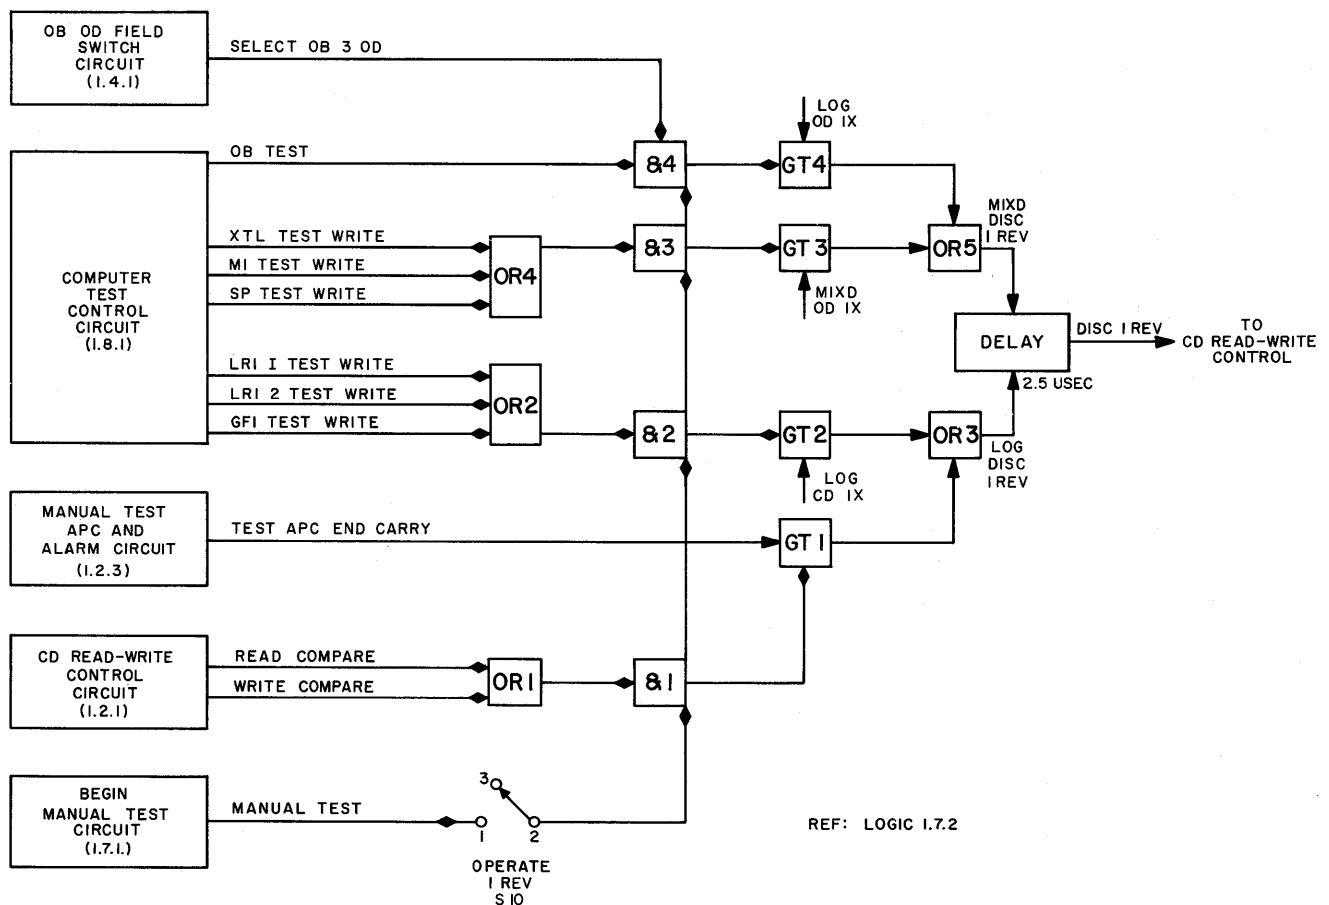 OB OD FIELD
SWITCH
CIRCUIT
(1.4.1)
SELECT OB 3 OD
LOG
OD IX
OB TEST
&4
GT4
COMPUTER
TEST
CONTROL
CIRCUIT
(1.8.1)
XTL TEST WRITE
MI TEST WRITE
SP TEST WRITE
OR4
&3
GT3
MIXD
OD IX
OR5
MIXD
DISC
I REV
DELAY
2.5 USEC
DISC I REV
TO
CD READ-WRITE
CONTROL
LRI I TEST WRITE
LRI 2 TEST WRITE
GFI TEST WRITE
OR2
&2
GT2
LOG
CD IX
OR3
LOG
DISC
I REV
MANUAL TEST
APC AND
ALARM CIRCUIT
(1.2.3)
TEST APC END CARRY
GT1
CD READ-WRITE
CONTROL
CIRCUIT
(1.2.1)
READ COMPARE
WRITE COMPARE
OR1
&1
BEGIN
MANUAL TEST
CIRCUIT
(1.7.1.)
MANUAL TEST
3
1
2
OPERATE
I REV
S10
REF: LOGIC 1.7.2